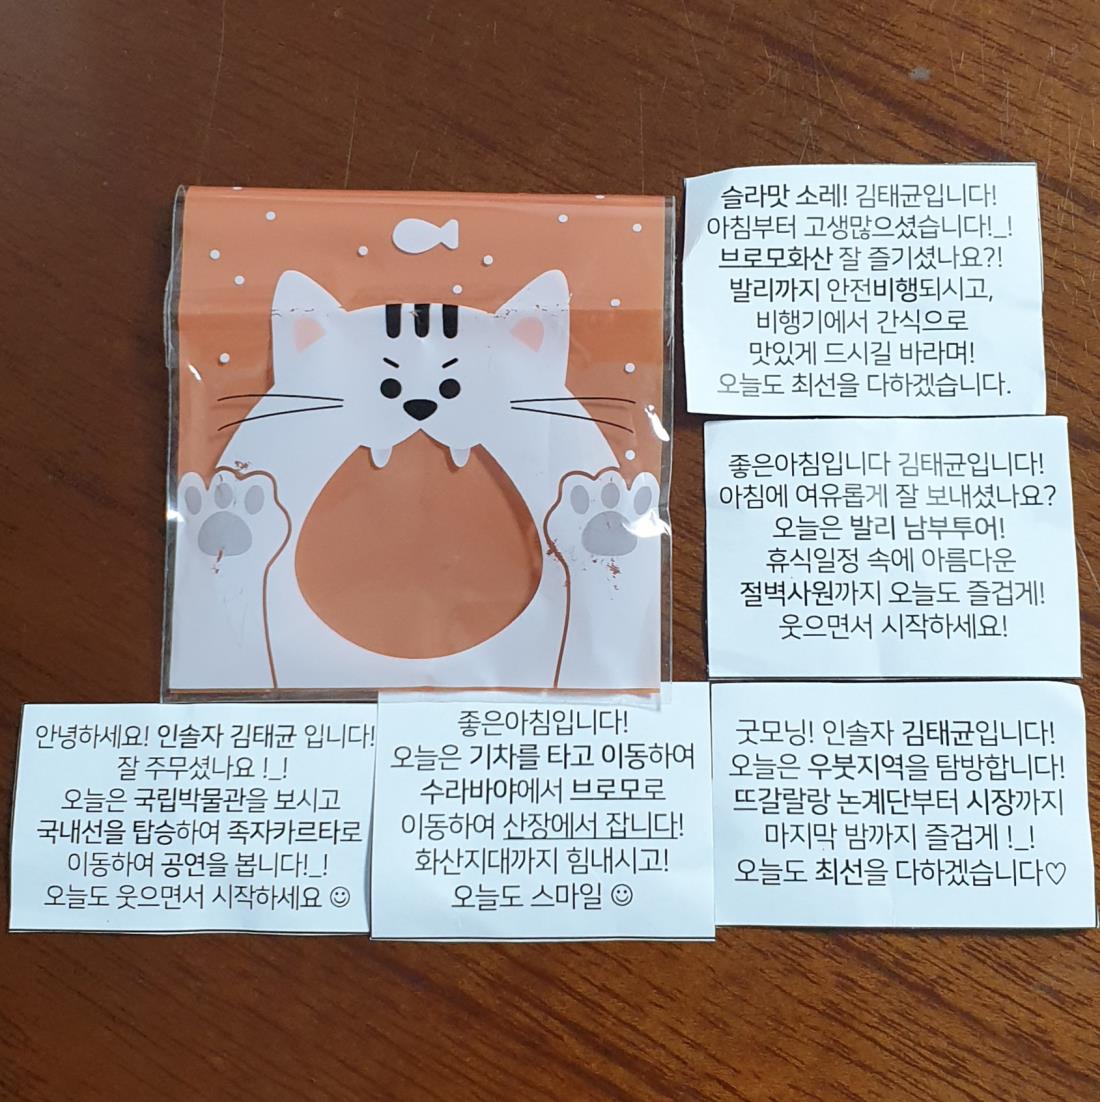 슬라맛 소레! 김태균입니다!
아침부터 고생많으셨습니다!_!
브로모화산 잘 즐기셨나요?!
발리까지 안전비행되시고,
비행기에서 간식으로
맛있게 드시길 바라며!
오늘도 최선을 다하겠습니다.
좋은아침입니다 김태균입니다!
아침에 여유롭게 잘 보내셨나요?
오늘은 발리 남부투어!
휴식일정 속에 아름다운
절벽사원까지 오늘도 즐겁게!
웃으면서 시작하세요!
안녕하세요! 인솔자 김태균 입니다!
잘 주무셨나요 !_!
오늘은 국립박물관을 보시고
국내선을 탑승하여 족자카르타로
이동하여 공연을 봅니다!_!
오늘도 웃으면서 시작하세요 ☺
좋은아침입니다!
오늘은 기차를 타고 이동하여
수라바야에서 브로모로
이동하여 산장에서 잡니다!
화산지대까지 힘내시고!
오늘도 스마일 ☺
굿모닝! 인솔자 김태균입니다!
오늘은 우붓지역을 탐방합니다!
뜨갈랄랑 논계단부터 시장까지
마지막 밤까지 즐겁게 !_!
오늘도 최선을 다하겠습니다♡